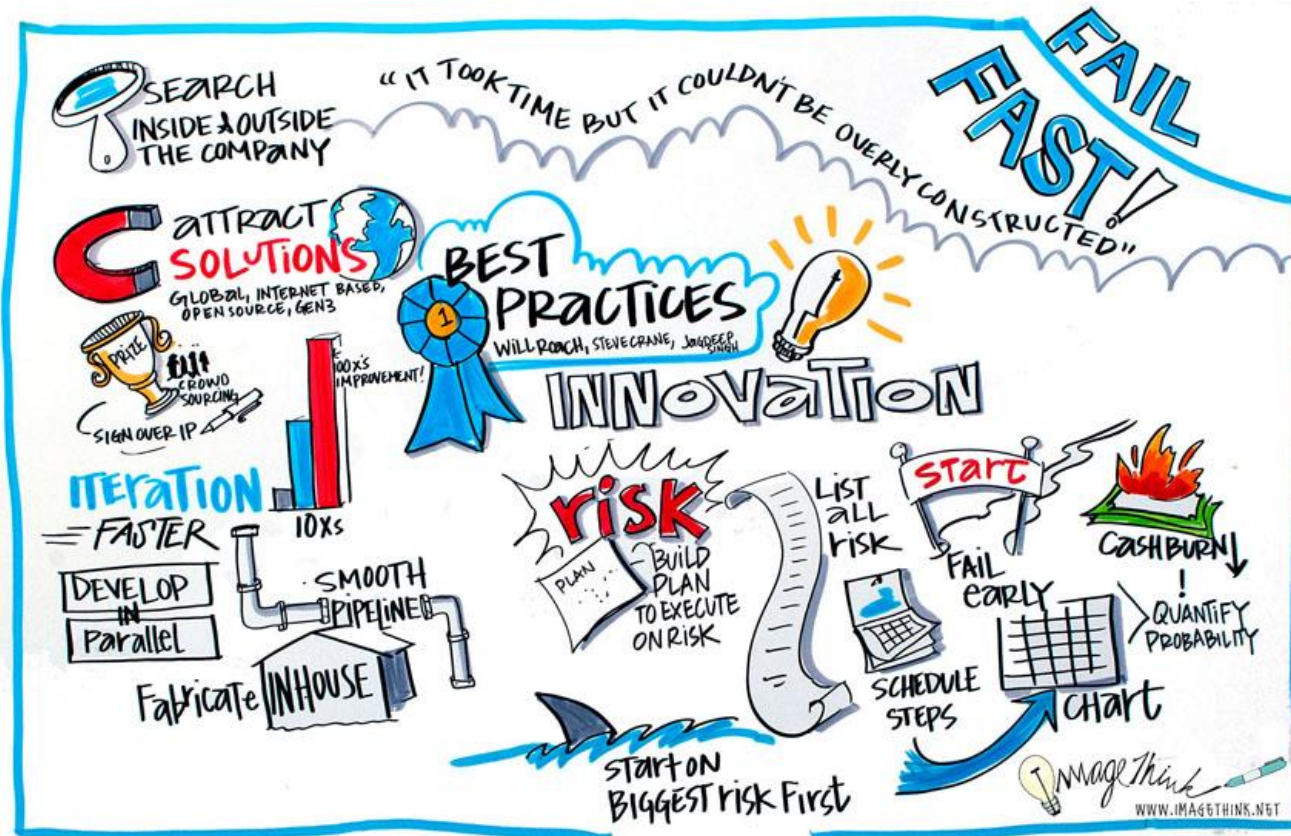 FAIL
FAST!
SEARCH
INSIDE & OUTSIDE
THE COMPANY
"IT TOOK TIME BUT IT COULDN'T BE OVERLY CONSTRUCTED"
ATTRACT
SOLUTIONS
GLOBAL, INTERNET BASED,
OPEN SOURCE, GEN3
BEST
PRACTICES
1
WILL ROACH, STEVE CRANE, JAGDEEP
SINGH
INNOVATION
PRIZE
CROWD
SOURCING
SIGN OVER IP
100X'S
IMPROVEMENT!
10Xs
ITERATION
FASTER
DEVELOP
IN
Parallel
SMOOTH
PIPELINE
Fabricate INHOUSE
risk
PLAN
BUILD
PLAN
TO EXECUTE
ON RISK
LIST
ALL
risk
START
FAIL
early
CASH BURN
!
QUANTIFY
PROBABILITY
SCHEDULE
STEPS
CHart
Start ON
BIGGEST risk First
ImageThink
WWW.IMAGETHINK.NET